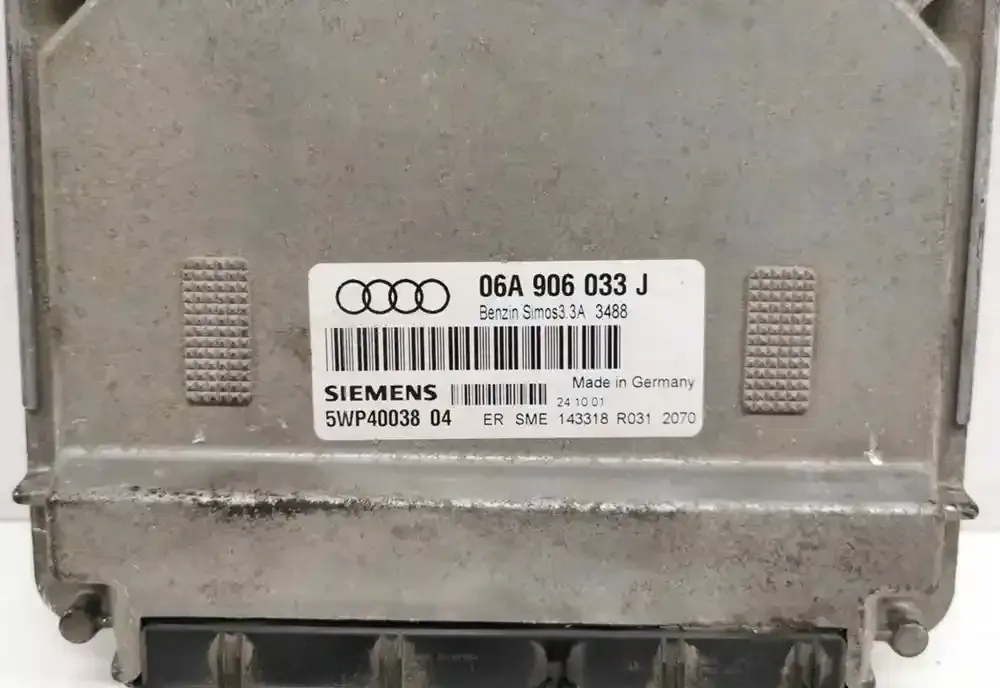 06A 906 033 J
Benzin Simos3.3A 3488
SIEMENS
Made in Germany
24 10 01
5WP40038 04
ER SME 143318 R031 2070